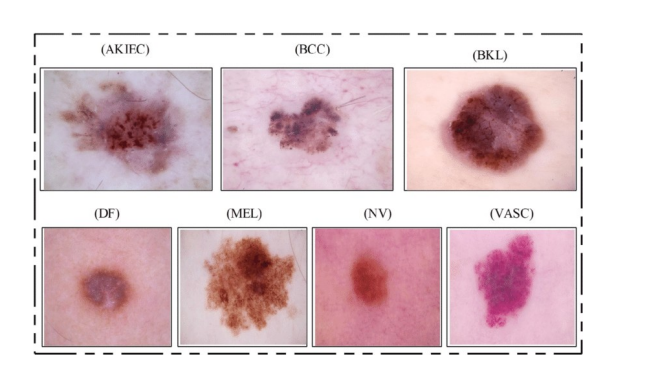 (AKIEC) (BCC) (BKL)
(DF) (MEL) (NV) (VASC)